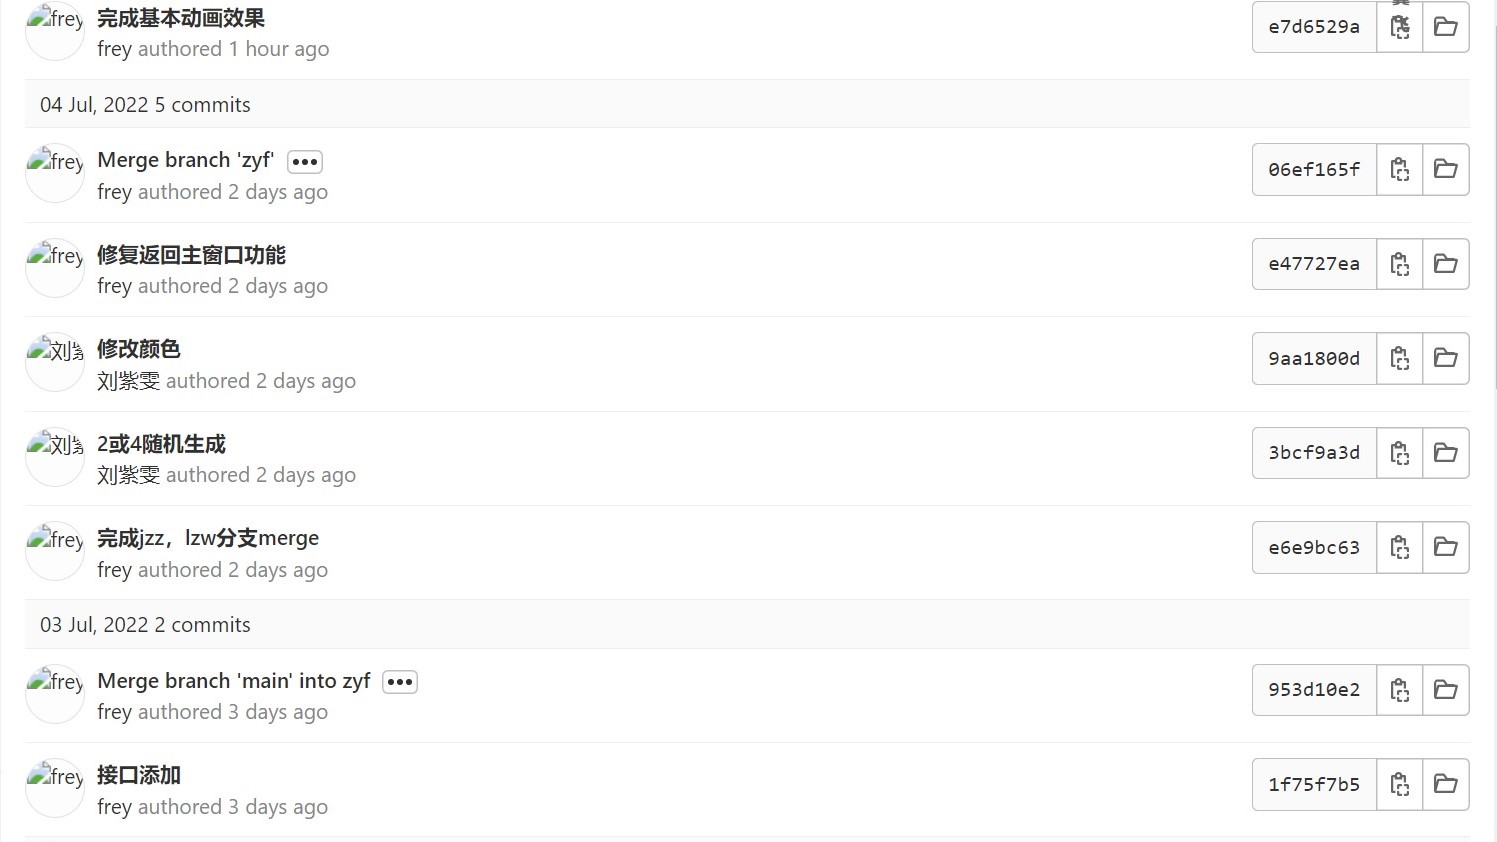 frey 完成基本动画效果 e7d6529a
frey authored 1 hour ago
04 Jul, 2022 5 commits
frey Merge branch 'zyf' ••• 06ef165f
frey authored 2 days ago
frey 修复返回主窗口功能 e47727ea
frey authored 2 days ago
刘 修改颜色 9aa1800d
刘紫雯 authored 2 days ago
刘 2或4随机生成 3bcf9a3d
刘紫雯 authored 2 days ago
frey 完成jzz，lzw分支merge e6e9bc63
frey authored 2 days ago
03 Jul, 2022 2 commits
frey Merge branch 'main' into zyf ••• 953d10e2
frey authored 3 days ago
frey 接口添加 1f75f7b5
frey authored 3 days ago